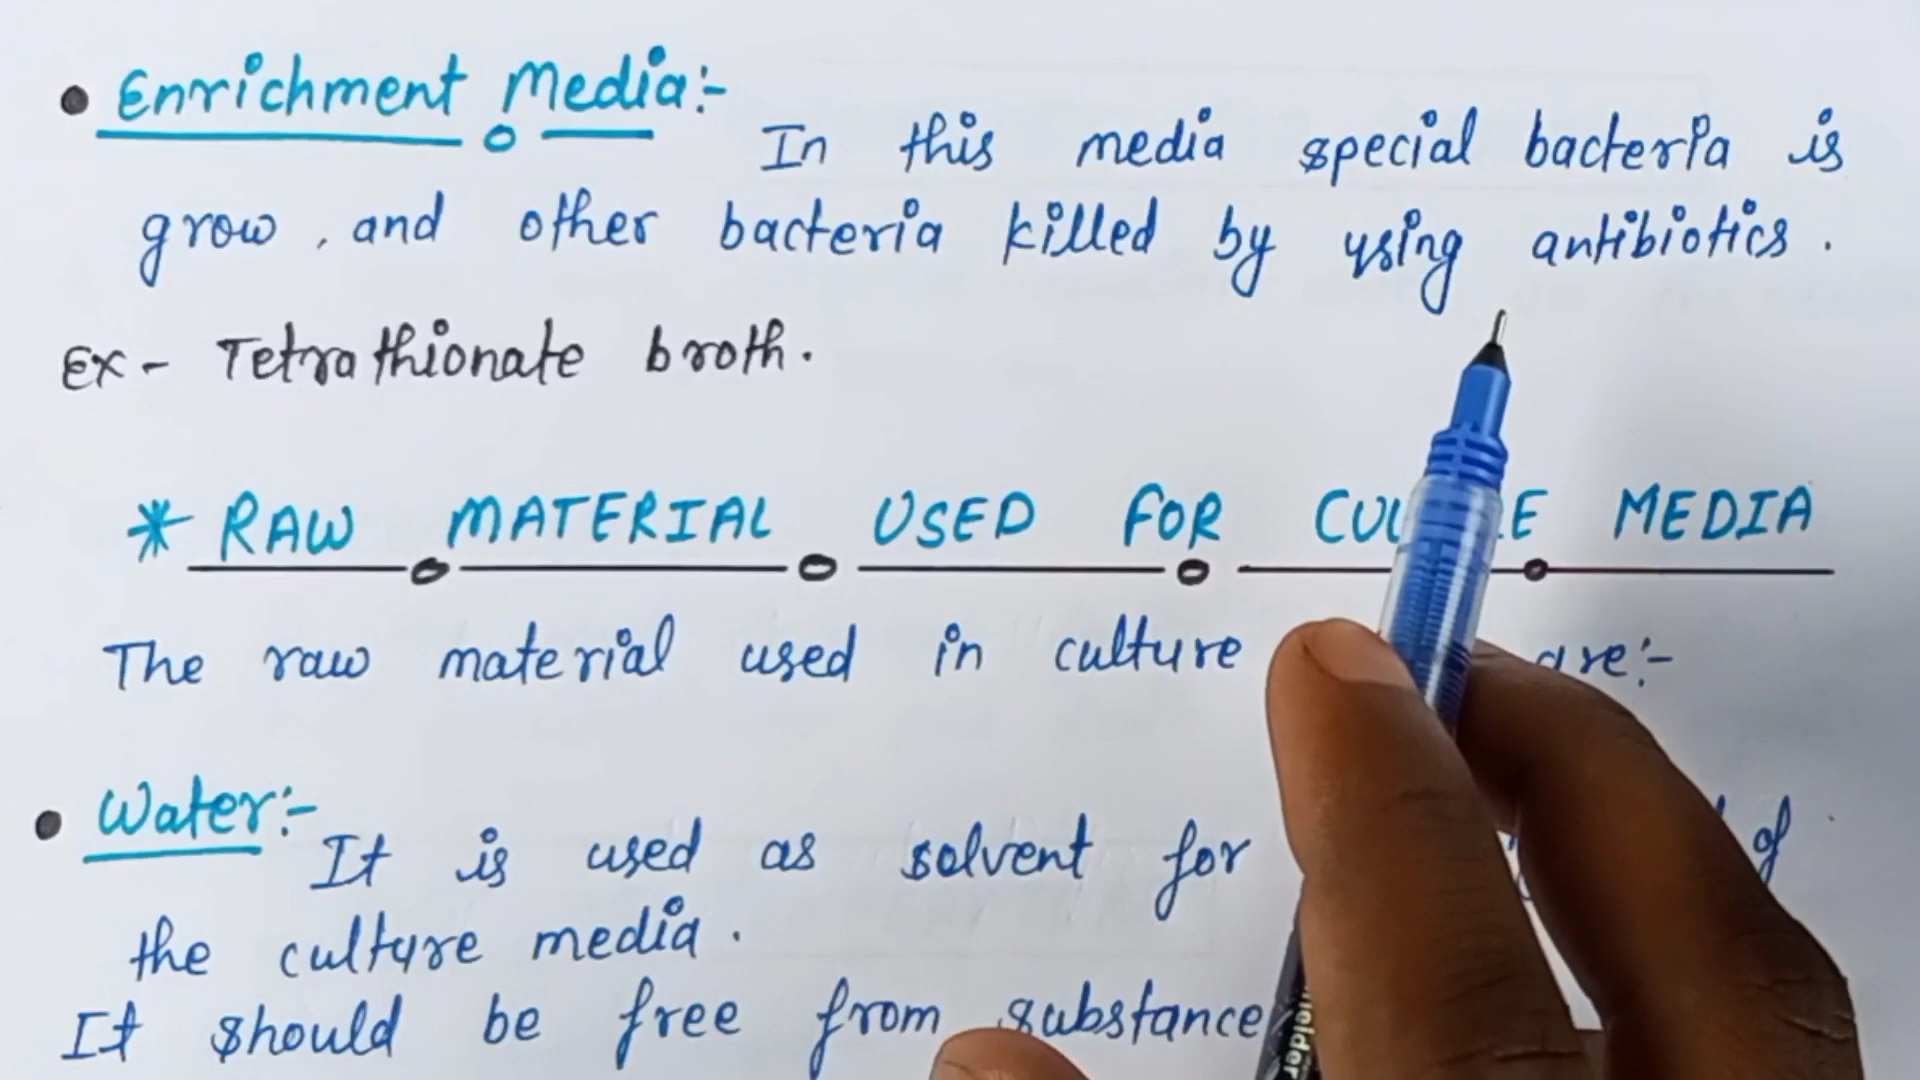 • Enrichment Media:-
In this media special bacteria is
grow, and other bacteria killed by using antibiotics.
Ex- Tetrathionate broth.
* RAW MATERIAL USED FOR MEDIA
The raw material used in culture are:-
• Water:-
It is used as solvent for of
the culture media.
It should be free from substance